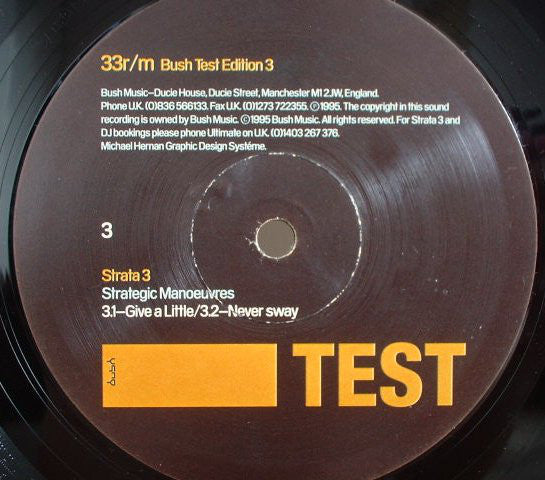 33r/m Bush Test Edition 3
Bush Music–Ducie House, Ducie Street, Manchester M1 2JW, England.
Phone U.K. (0)836 566133. Fax U.K. (0)1273 722355. ℗1995. The copyright in this sound
recording is owned by Bush Music. ©1995 Bush Music. All rights reserved. For Strata 3 and
DJ bookings please phone Ultimate on U.K. (0)1403 267 376.
Michael Hernan Graphic Design Systéme.
3
Strata 3
Strategic Manoeuvres
3.1–Give a Little/3.2–Never sway
bush
TEST